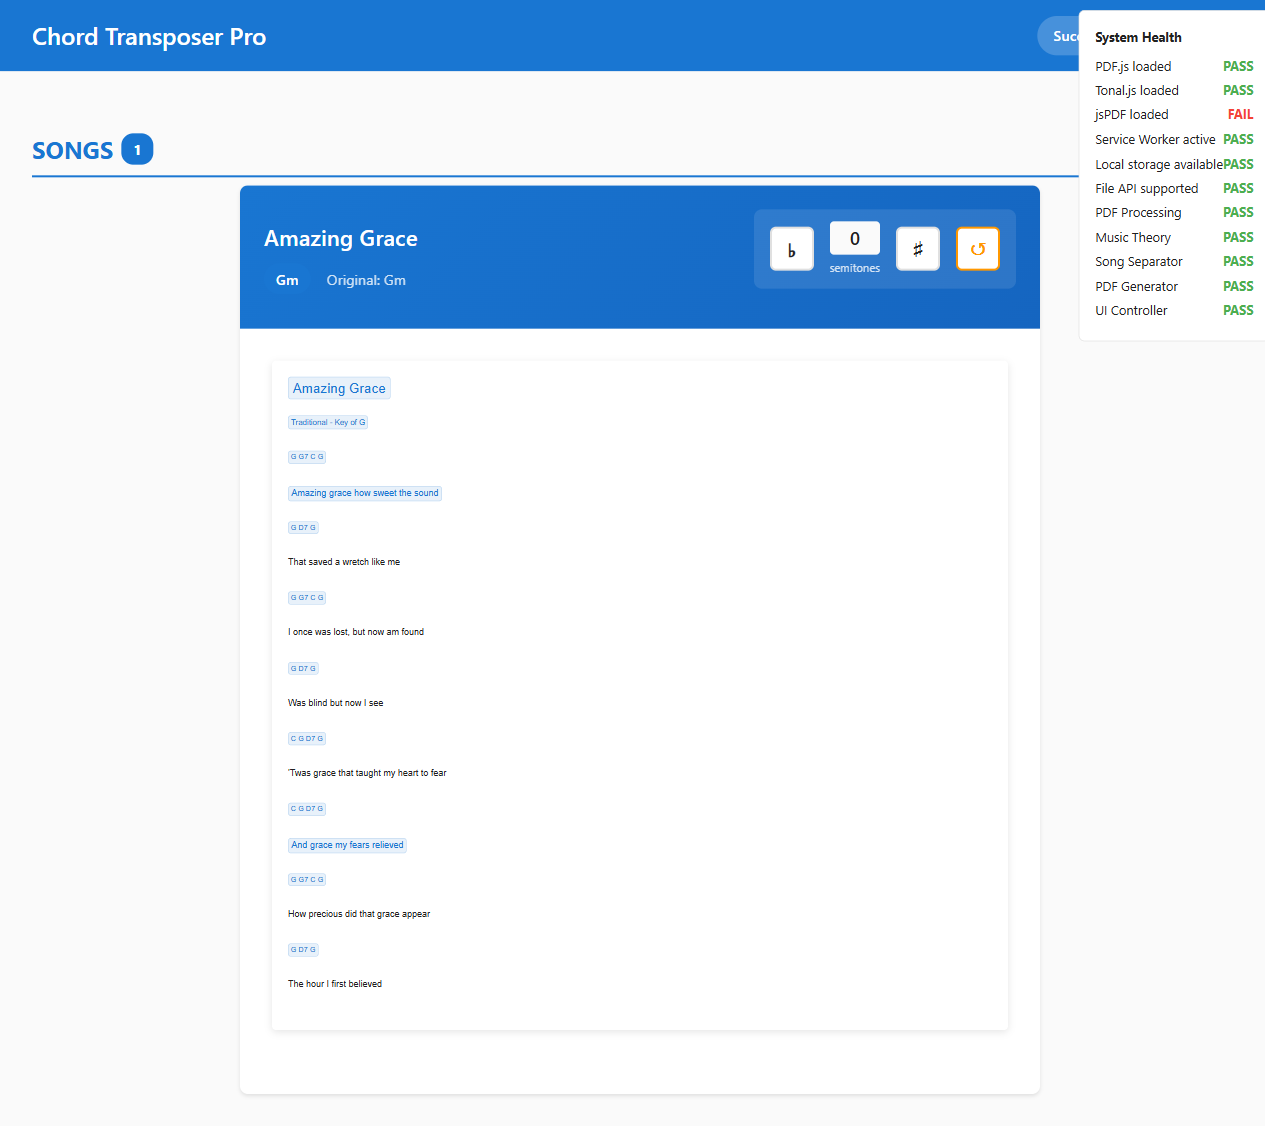 Chord Transposer Pro
Suc
System Health
PDF.js loaded PASS
Tonal.js loaded PASS
jsPDF loaded FAIL
Service Worker active PASS
Local storage available PASS
File API supported PASS
PDF Processing PASS
Music Theory PASS
Song Separator PASS
PDF Generator PASS
UI Controller PASS
SONGS 1
Amazing Grace
Gm Original: Gm
♭ 0 ♯ ↺
semitones
Amazing Grace
Traditional - Key of G
G G7 C G
Amazing grace how sweet the sound
G D7 G
That saved a wretch like me
G G7 C G
I once was lost, but now am found
G D7 G
Was blind but now I see
C G D7 G
'Twas grace that taught my heart to fear
C G D7 G
And grace my fears relieved
G G7 C G
How precious did that grace appear
G D7 G
The hour I first believed